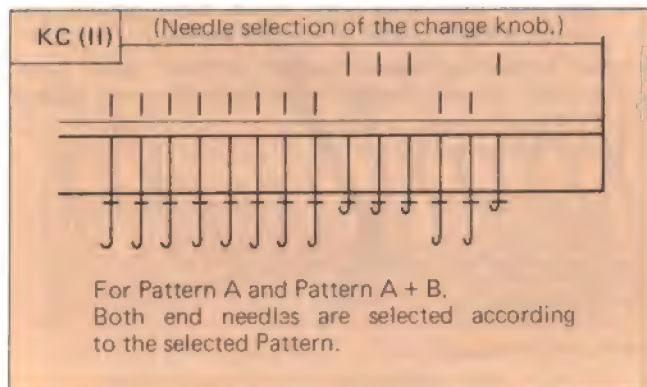 KC (II)
(Needle selection of the change knob.)
For Pattern A and Pattern A + B.
Both end needles are selected according
to the selected Pattern.